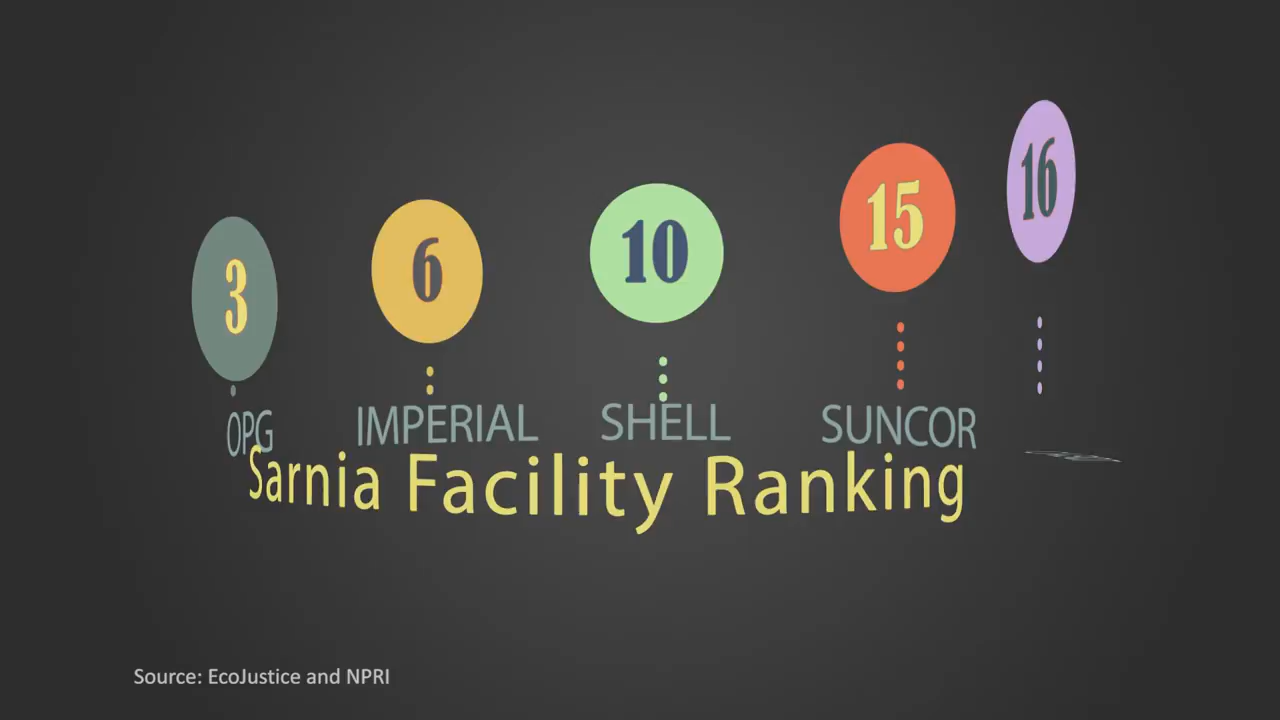 3 6 10 15 16
OPG IMPERIAL SHELL SUNCOR
Sarnia Facility Ranking
Source: EcoJustice and NPRI